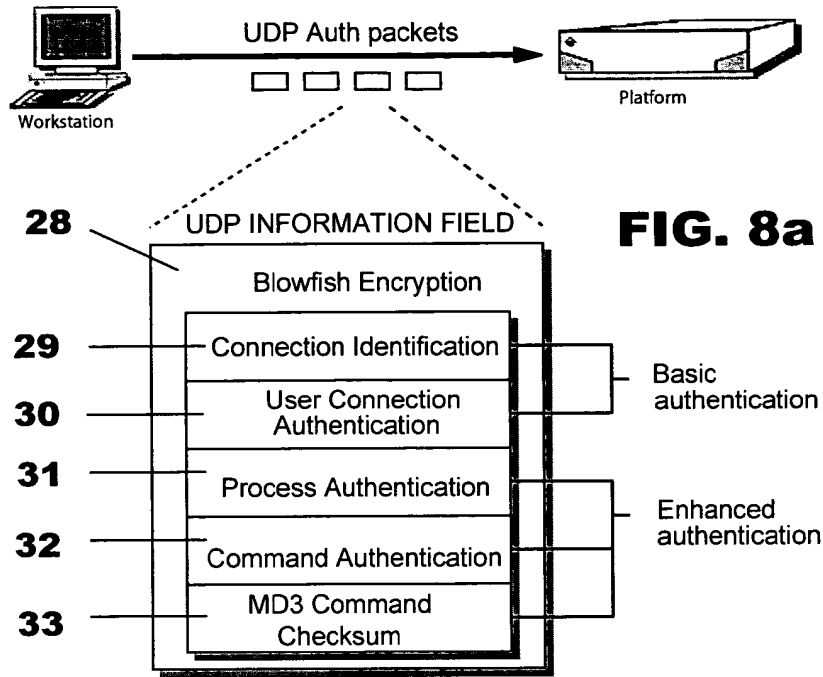 UDP Auth packets
Workstation
Platform
UDP INFORMATION FIELD
FIG. 8a
28
Blowfish Encryption
29
Connection Identification
30
User Connection
Authentication
Basic
authentication
31
Process Authentication
32
Command Authentication
Enhanced
authentication
33
MD3 Command
Checksum